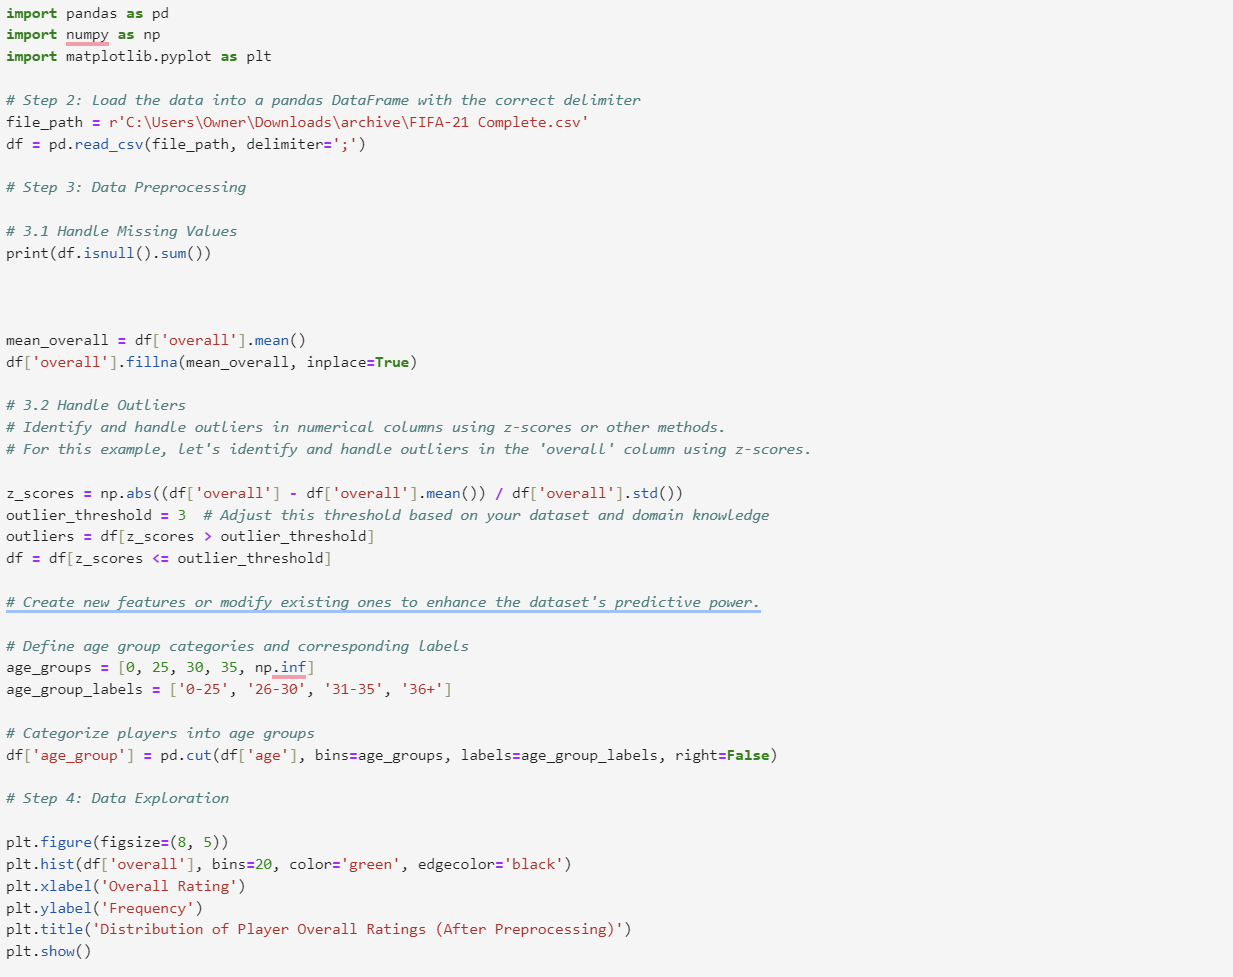 import pandas as pd
import numpy as np
import matplotlib.pyplot as plt
# Step 2: Load the data into a pandas DataFrame with the correct delimiter
file_path = r'C:\Users\Owner\Downloads\archive\FIFA-21 Complete.csv'
df = pd.read_csv(file_path, delimiter=';')
# Step 3: Data Preprocessing
# 3.1 Handle Missing Values
print(df.isnull().sum())
mean_overall = df['overall'].mean()
df['overall'].fillna(mean_overall, inplace=True)
# 3.2 Handle Outliers
# Identify and handle outliers in numerical columns using z-scores or other methods.
# For this example, let's identify and handle outliers in the 'overall' column using z-scores.
z_scores = np.abs((df['overall'] - df['overall'].mean()) / df['overall'].std())
outlier_threshold = 3  # Adjust this threshold based on your dataset and domain knowledge
outliers = df[z_scores > outlier_threshold]
df = df[z_scores <= outlier_threshold]
# Create new features or modify existing ones to enhance the dataset's predictive power.
# Define age group categories and corresponding labels
age_groups = [0, 25, 30, 35, np.inf]
age_group_labels = ['0-25', '26-30', '31-35', '36+']
# Categorize players into age groups
df['age_group'] = pd.cut(df['age'], bins=age_groups, labels=age_group_labels, right=False)
# Step 4: Data Exploration
plt.figure(figsize=(8, 5))
plt.hist(df['overall'], bins=20, color='green', edgecolor='black')
plt.xlabel('Overall Rating')
plt.ylabel('Frequency')
plt.title('Distribution of Player Overall Ratings (After Preprocessing)')
plt.show()